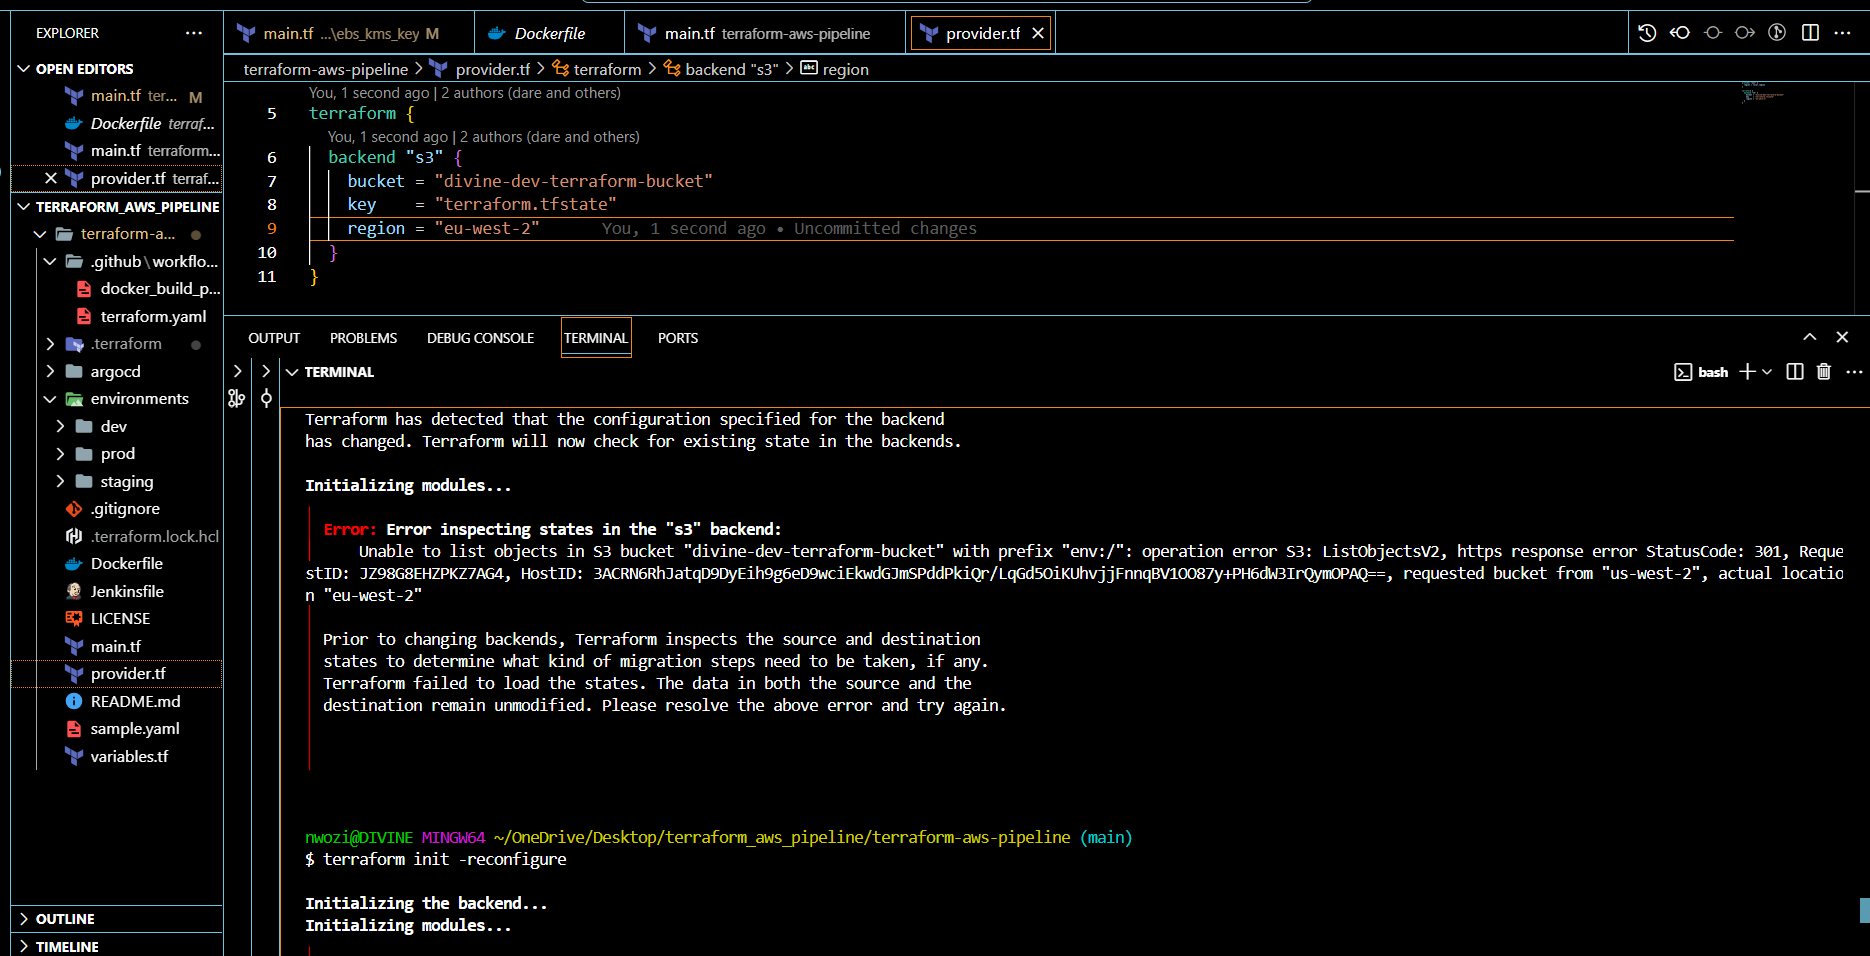 EXPLORER
OPEN EDITORS
main.tf ter... M
Dockerfile terraf...
main.tf terraform...
provider.tf terraf...
TERRAFORM_AWS_PIPELINE
terraform-a...
.github\workflo...
docker_build_p...
terraform.yaml
.terraform
argocd
environments
dev
prod
staging
.gitignore
.terraform.lock.hcl
Dockerfile
Jenkinsfile
LICENSE
main.tf
provider.tf
README.md
sample.yaml
variables.tf
OUTLINE
TIMELINE
main.tf ...\ebs_kms_key M
Dockerfile
main.tf terraform-aws-pipeline
provider.tf
terraform-aws-pipeline > provider.tf > terraform > backend "s3" > region
You, 1 second ago | 2 authors (dare and others)
5 terraform {
You, 1 second ago | 2 authors (dare and others)
6 backend "s3" {
7 bucket = "divine-dev-terraform-bucket"
8 key = "terraform.tfstate"
9 region = "eu-west-2" You, 1 second ago • Uncommitted changes
10 }
11 }
OUTPUT PROBLEMS DEBUG CONSOLE TERMINAL PORTS
TERMINAL
bash
Terraform has detected that the configuration specified for the backend
has changed. Terraform will now check for existing state in the backends.
Initializing modules...
Error: Error inspecting states in the "s3" backend:
Unable to list objects in S3 bucket "divine-dev-terraform-bucket" with prefix "env:/": operation error S3: ListObjectsV2, https response error StatusCode: 301, Reque
stID: JZ98G8EHZPKZ7AG4, HostID: 3ACRN6RhJatqD9DyEih9g6eD9wciEkwdGJmSPddPkiQr/LqGd5OiKUhvjjFnnqBV1OO87y+PH6dW3IrQymOPAQ==, requested bucket from "us-west-2", actual locatio
n "eu-west-2"
Prior to changing backends, Terraform inspects the source and destination
states to determine what kind of migration steps need to be taken, if any.
Terraform failed to load the states. The data in both the source and the
destination remain unmodified. Please resolve the above error and try again.
nwozi@DIVINE MINGW64 ~/OneDrive/Desktop/terraform_aws_pipeline/terraform-aws-pipeline (main)
$ terraform init -reconfigure
Initializing the backend...
Initializing modules...